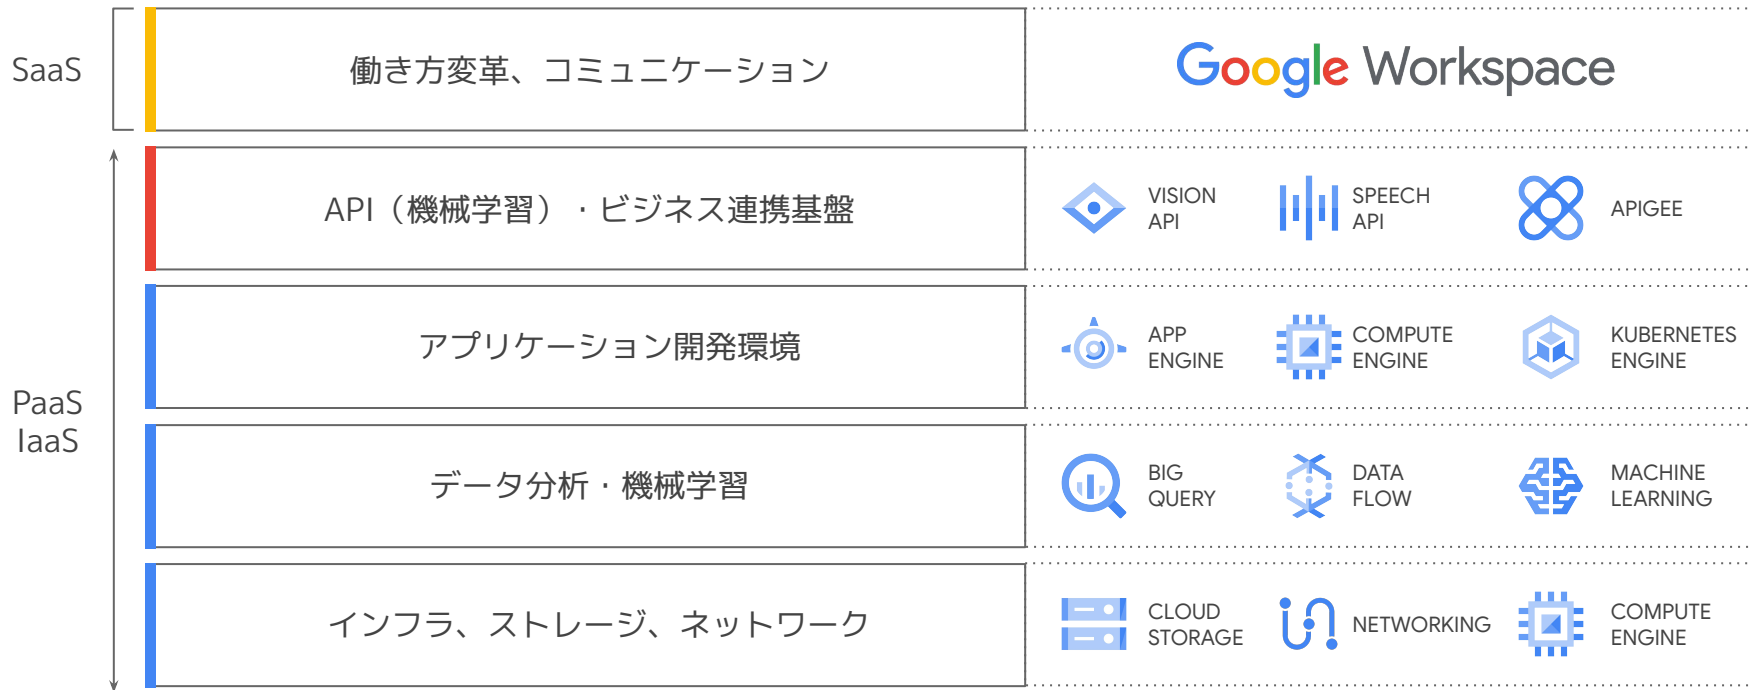 SaaS
働き方変革、コミュニケーション
Google Workspace
API（機械学習）・ビジネス連携基盤
VISION
API
SPEECH
API
APIGEE
PaaS
IaaS
アプリケーション開発環境
APP
ENGINE
COMPUTE
ENGINE
KUBERNETES
ENGINE
データ分析・機械学習
BIG
QUERY
DATA
FLOW
MACHINE
LEARNING
インフラ、ストレージ、ネットワーク
CLOUD
STORAGE
NETWORKING
COMPUTE
ENGINE